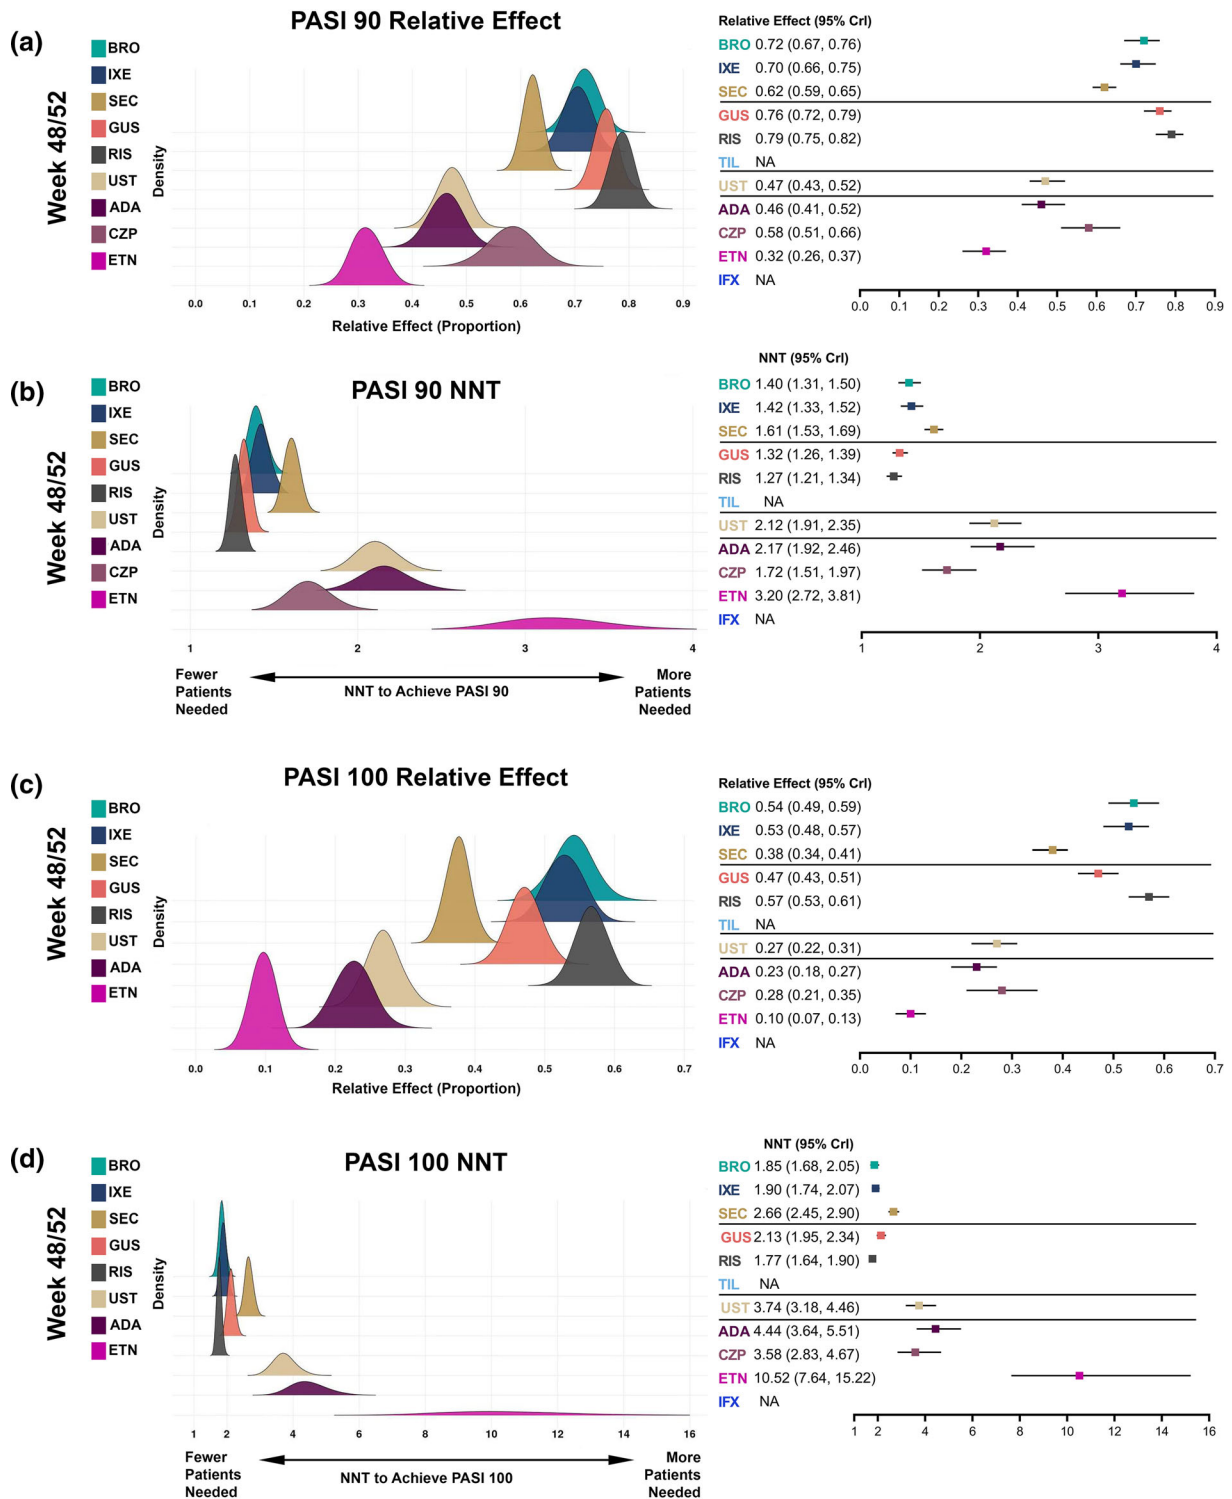 (a)
PASI 90 Relative Effect
Week 48/52
BRO
IXE
SEC
GUS
RIS
UST
ADA
CZP
ETN
Density
0.0 0.1 0.2 0.3 0.4 0.5 0.6 0.7 0.8 0.9
Relative Effect (Proportion)
Relative Effect (95% CrI)
BRO 0.72 (0.67, 0.76)
IXE 0.70 (0.66, 0.75)
SEC 0.62 (0.59, 0.65)
GUS 0.76 (0.72, 0.79)
RIS 0.79 (0.75, 0.82)
TIL NA
UST 0.47 (0.43, 0.52)
ADA 0.46 (0.41, 0.52)
CZP 0.58 (0.51, 0.66)
ETN 0.32 (0.26, 0.37)
IFX NA
0.0 0.1 0.2 0.3 0.4 0.5 0.6 0.7 0.8 0.9
(b)
PASI 90 NNT
Week 48/52
BRO
IXE
SEC
GUS
RIS
UST
ADA
CZP
ETN
Density
1 2 3 4
Fewer
Patients
Needed
NNT to Achieve PASI 90
More
Patients
Needed
NNT (95% CrI)
BRO 1.40 (1.31, 1.50)
IXE 1.42 (1.33, 1.52)
SEC 1.61 (1.53, 1.69)
GUS 1.32 (1.26, 1.39)
RIS 1.27 (1.21, 1.34)
TIL NA
UST 2.12 (1.91, 2.35)
ADA 2.17 (1.92, 2.46)
CZP 1.72 (1.51, 1.97)
ETN 3.20 (2.72, 3.81)
IFX NA
1 2 3 4
(c)
PASI 100 Relative Effect
Week 48/52
BRO
IXE
SEC
GUS
RIS
UST
ADA
ETN
Density
0.0 0.1 0.2 0.3 0.4 0.5 0.6 0.7
Relative Effect (Proportion)
Relative Effect (95% CrI)
BRO 0.54 (0.49, 0.59)
IXE 0.53 (0.48, 0.57)
SEC 0.38 (0.34, 0.41)
GUS 0.47 (0.43, 0.51)
RIS 0.57 (0.53, 0.61)
TIL NA
UST 0.27 (0.22, 0.31)
ADA 0.23 (0.18, 0.27)
CZP 0.28 (0.21, 0.35)
ETN 0.10 (0.07, 0.13)
IFX NA
0.0 0.1 0.2 0.3 0.4 0.5 0.6 0.7
(d)
PASI 100 NNT
Week 48/52
BRO
IXE
SEC
GUS
RIS
UST
ADA
ETN
Density
1 2 4 6 8 10 12 14 16
Fewer
Patients
Needed
NNT to Achieve PASI 100
More
Patients
Needed
NNT (95% CrI)
BRO 1.85 (1.68, 2.05)
IXE 1.90 (1.74, 2.07)
SEC 2.66 (2.45, 2.90)
GUS 2.13 (1.95, 2.34)
RIS 1.77 (1.64, 1.90)
TIL NA
UST 3.74 (3.18, 4.46)
ADA 4.44 (3.64, 5.51)
CZP 3.58 (2.83, 4.67)
ETN 10.52 (7.64, 15.22)
IFX NA
1 2 4 6 8 10 12 14 16